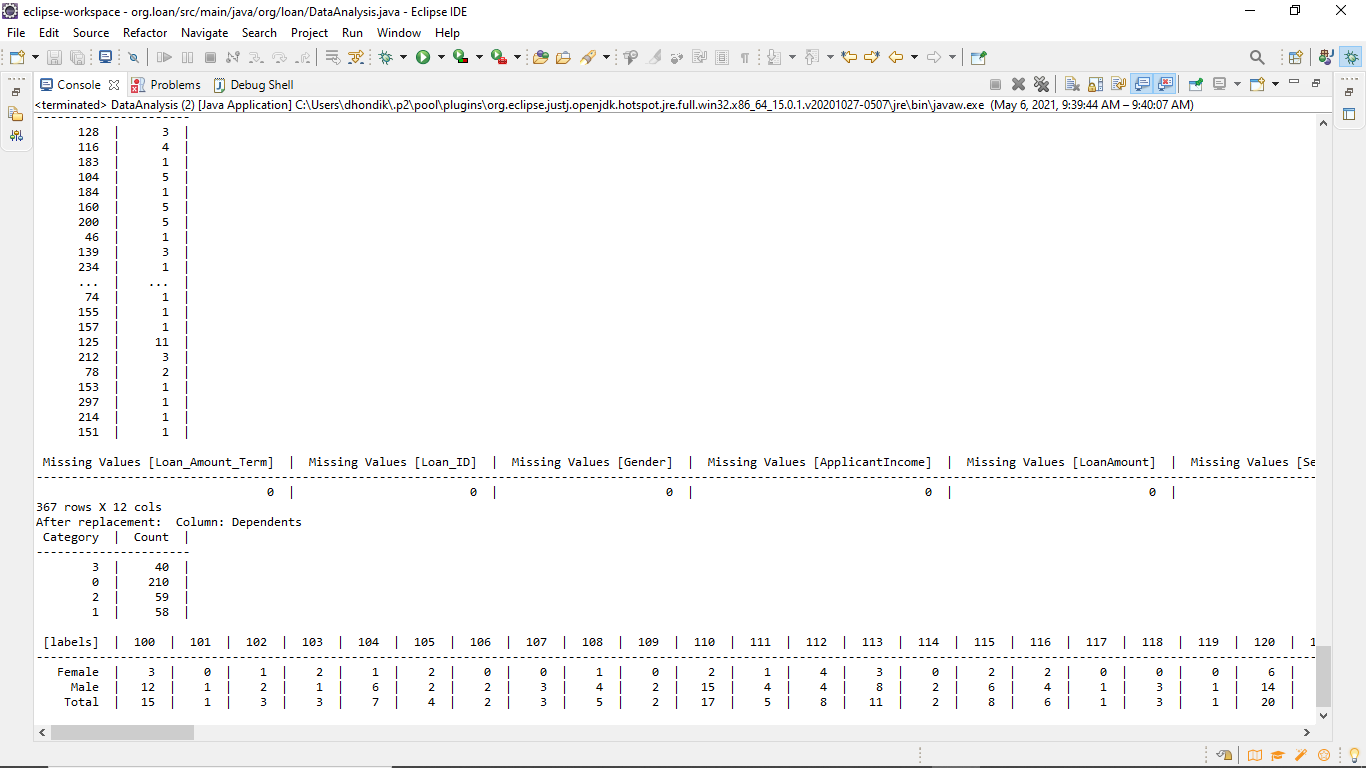 eclipse-workspace - org.loan/src/main/java/org/loan/DataAnalysis.java - Eclipse IDE
File Edit Source Refactor Navigate Search Project Run Window Help
Console Problems Debug Shell
<terminated> DataAnalysis (2) [Java Application] C:\Users\dhondik\.p2\pool\plugins\org.eclipse.justj.openjdk.hotspot.jre.full.win32.x86_64_15.0.1.v20201027-0507\jre\bin\javaw.exe (May 6, 2021, 9:39:44 AM – 9:40:07 AM)
---------------------
128 | 3 |
116 | 4 |
183 | 1 |
104 | 5 |
184 | 1 |
160 | 5 |
200 | 5 |
46 | 1 |
139 | 3 |
234 | 1 |
... | ... |
74 | 1 |
155 | 1 |
157 | 1 |
125 | 11 |
212 | 3 |
78 | 2 |
153 | 1 |
297 | 1 |
214 | 1 |
151 | 1 |
Missing Values [Loan_Amount_Term] | Missing Values [Loan_ID] | Missing Values [Gender] | Missing Values [ApplicantIncome] | Missing Values [LoanAmount] | Missing Values [Se
0 | 0 | 0 | 0 | 0 |
367 rows X 12 cols
After replacement: Column: Dependents
Category | Count |
---------------------
3 | 40 |
0 | 210 |
2 | 59 |
1 | 58 |
[labels] | 100 | 101 | 102 | 103 | 104 | 105 | 106 | 107 | 108 | 109 | 110 | 111 | 112 | 113 | 114 | 115 | 116 | 117 | 118 | 119 | 120 | 1
Female | 3 | 0 | 1 | 2 | 1 | 2 | 0 | 0 | 1 | 0 | 2 | 1 | 4 | 3 | 0 | 2 | 2 | 0 | 0 | 0 | 6 |
Male | 12 | 1 | 2 | 1 | 6 | 2 | 2 | 3 | 4 | 2 | 15 | 4 | 4 | 8 | 2 | 6 | 4 | 1 | 3 | 1 | 14 |
Total | 15 | 1 | 3 | 3 | 7 | 4 | 2 | 3 | 5 | 2 | 17 | 5 | 8 | 11 | 2 | 8 | 6 | 1 | 3 | 1 | 20 |